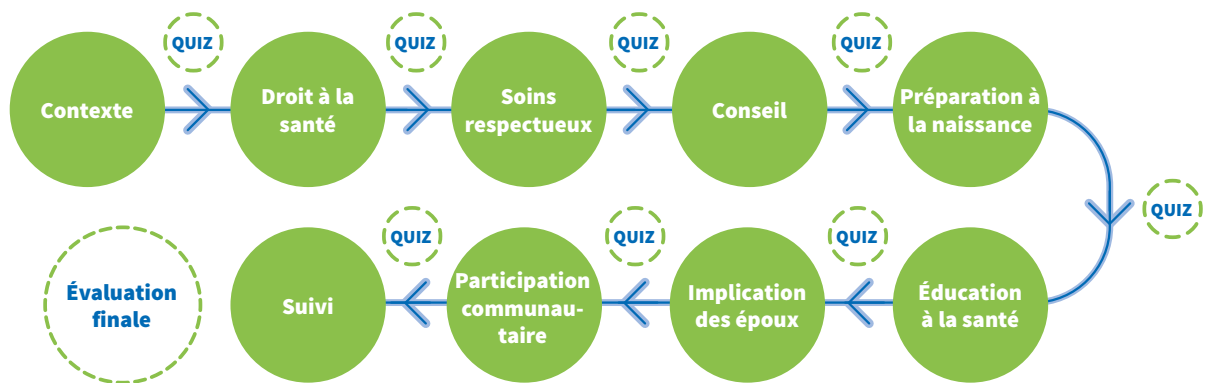 QUIZ
QUIZ
QUIZ
QUIZ
Contexte
Droit à la
santé
Soins
respectueux
Conseil
Préparation à
la naissance
QUIZ
Éducation
à la santé
QUIZ
Implication
des époux
QUIZ
Participation
communau-
taire
QUIZ
Suivi
Évaluation
finale